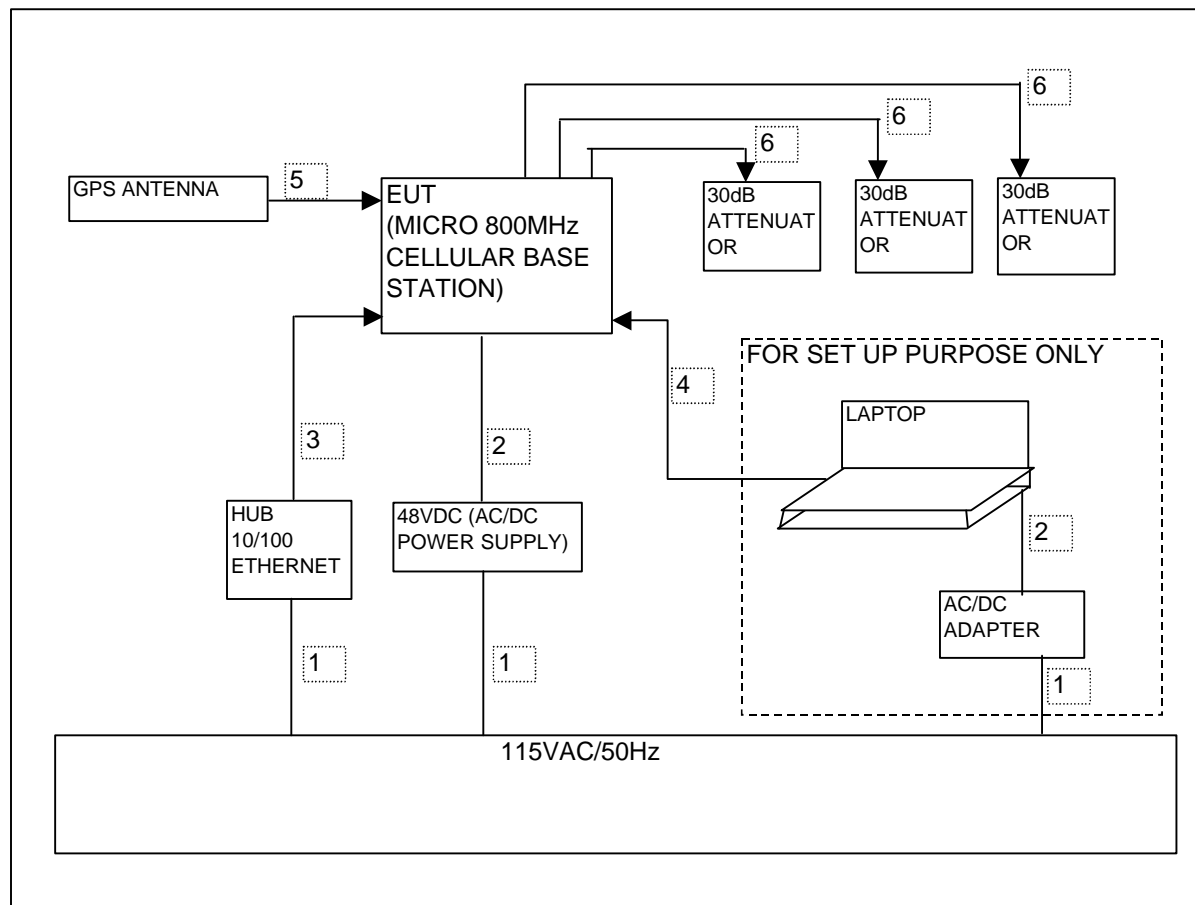 6
6
6
GPS ANTENNA
5
EUT
(MICRO 800MHz
CELLULAR BASE
STATION)
30dB
ATTENUAT
OR
30dB
ATTENUAT
OR
30dB
ATTENUAT
OR
FOR SET UP PURPOSE ONLY
4
LAPTOP
3
2
HUB
10/100
ETHERNET
48VDC (AC/DC
POWER SUPPLY)
2
AC/DC
ADAPTER
1
1
1
115VAC/50Hz